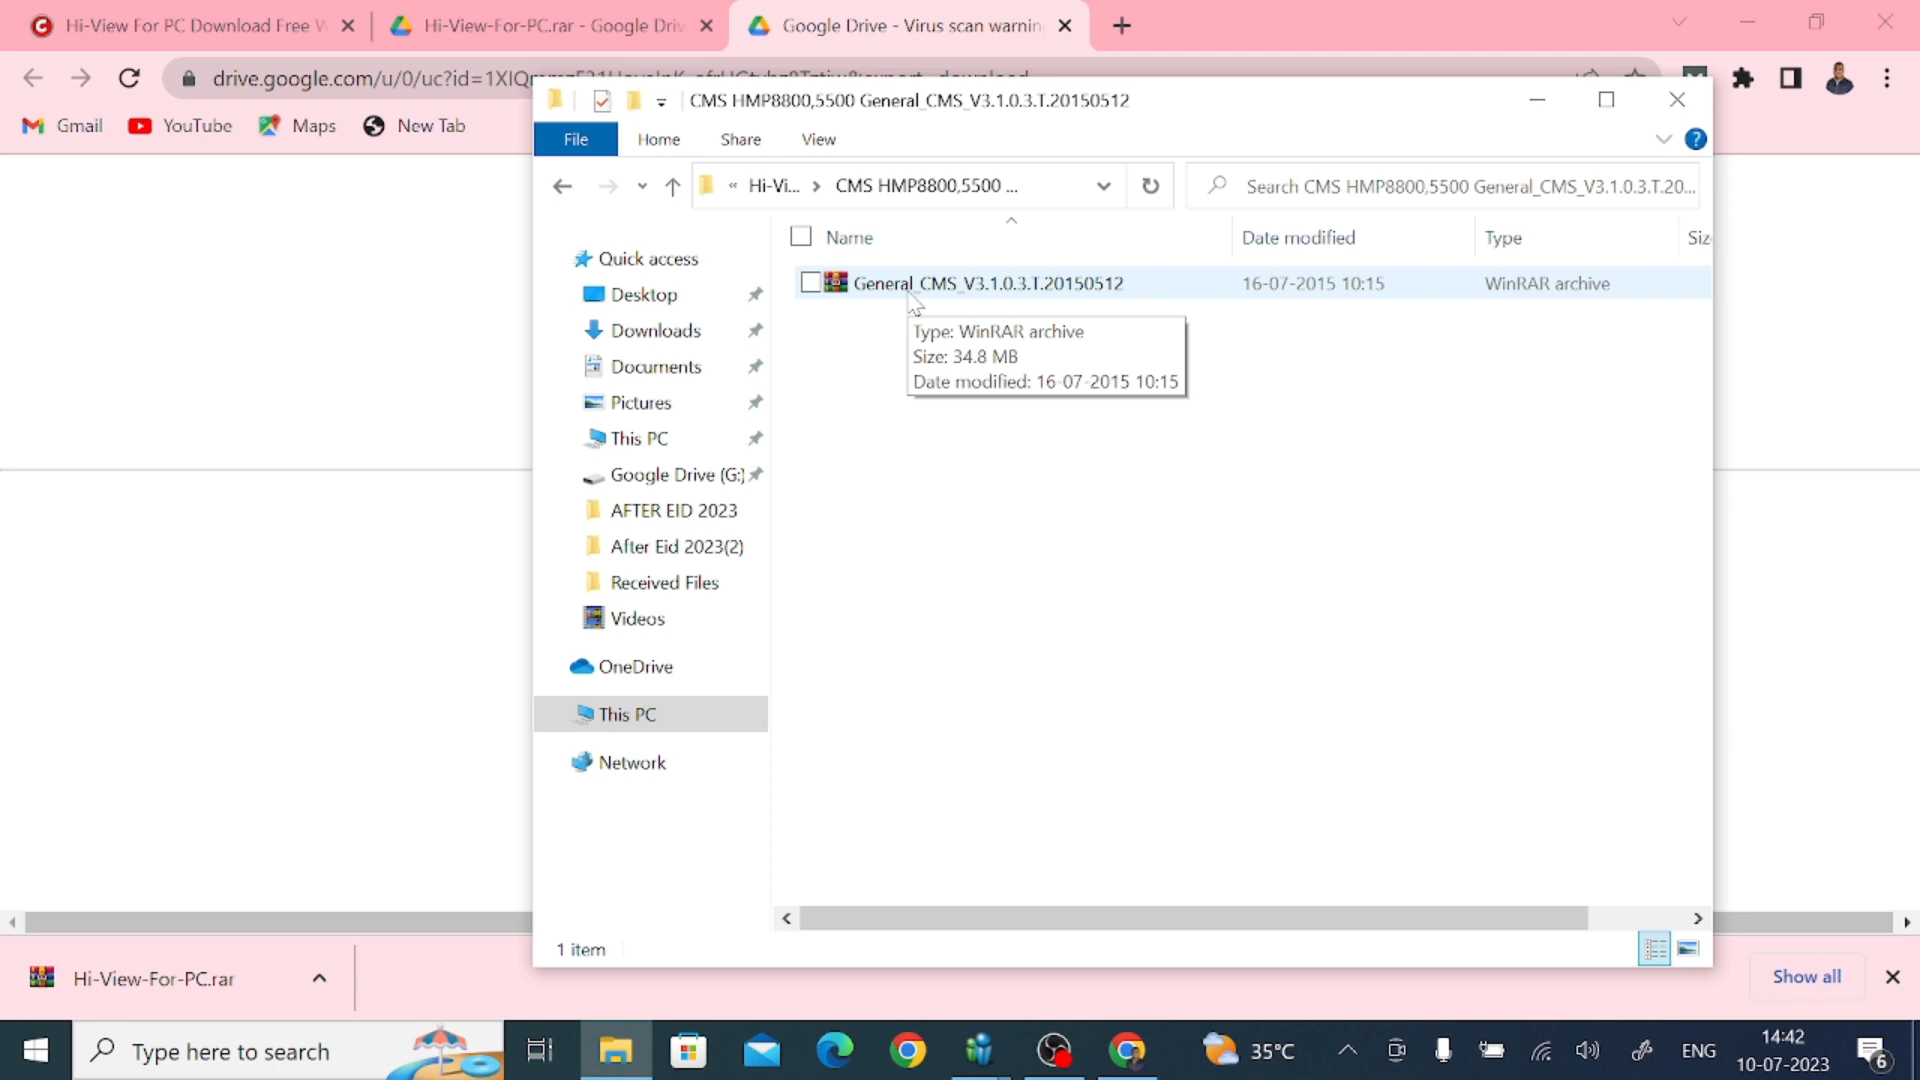 Hi-View For PC Download Free W
Hi-View-For-PC.rar - Google Driv
Google Drive - Virus scan warning
drive.google.com/u/0/uc?id=1XIQ
Gmail
YouTube
Maps
New Tab
CMS HMP8800,5500 General_CMS_V3.1.0.3.T.20150512
File
Home
Share
View
« Hi-Vi... > CMS HMP8800,5500 ...
Search CMS HMP8800,5500 General_CMS_V3.1.0.3.T.20...
Name
Date modified
Type
Siz
General_CMS_V3.1.0.3.T.20150512
16-07-2015 10:15
WinRAR archive
Type: WinRAR archive
Size: 34.8 MB
Date modified: 16-07-2015 10:15
Quick access
Desktop
Downloads
Documents
Pictures
This PC
Google Drive (G:)
AFTER EID 2023
After Eid 2023(2)
Received Files
Videos
OneDrive
This PC
Network
1 item
Hi-View-For-PC.rar
Show all
Type here to search
35°C
ENG
14:42
10-07-2023
6